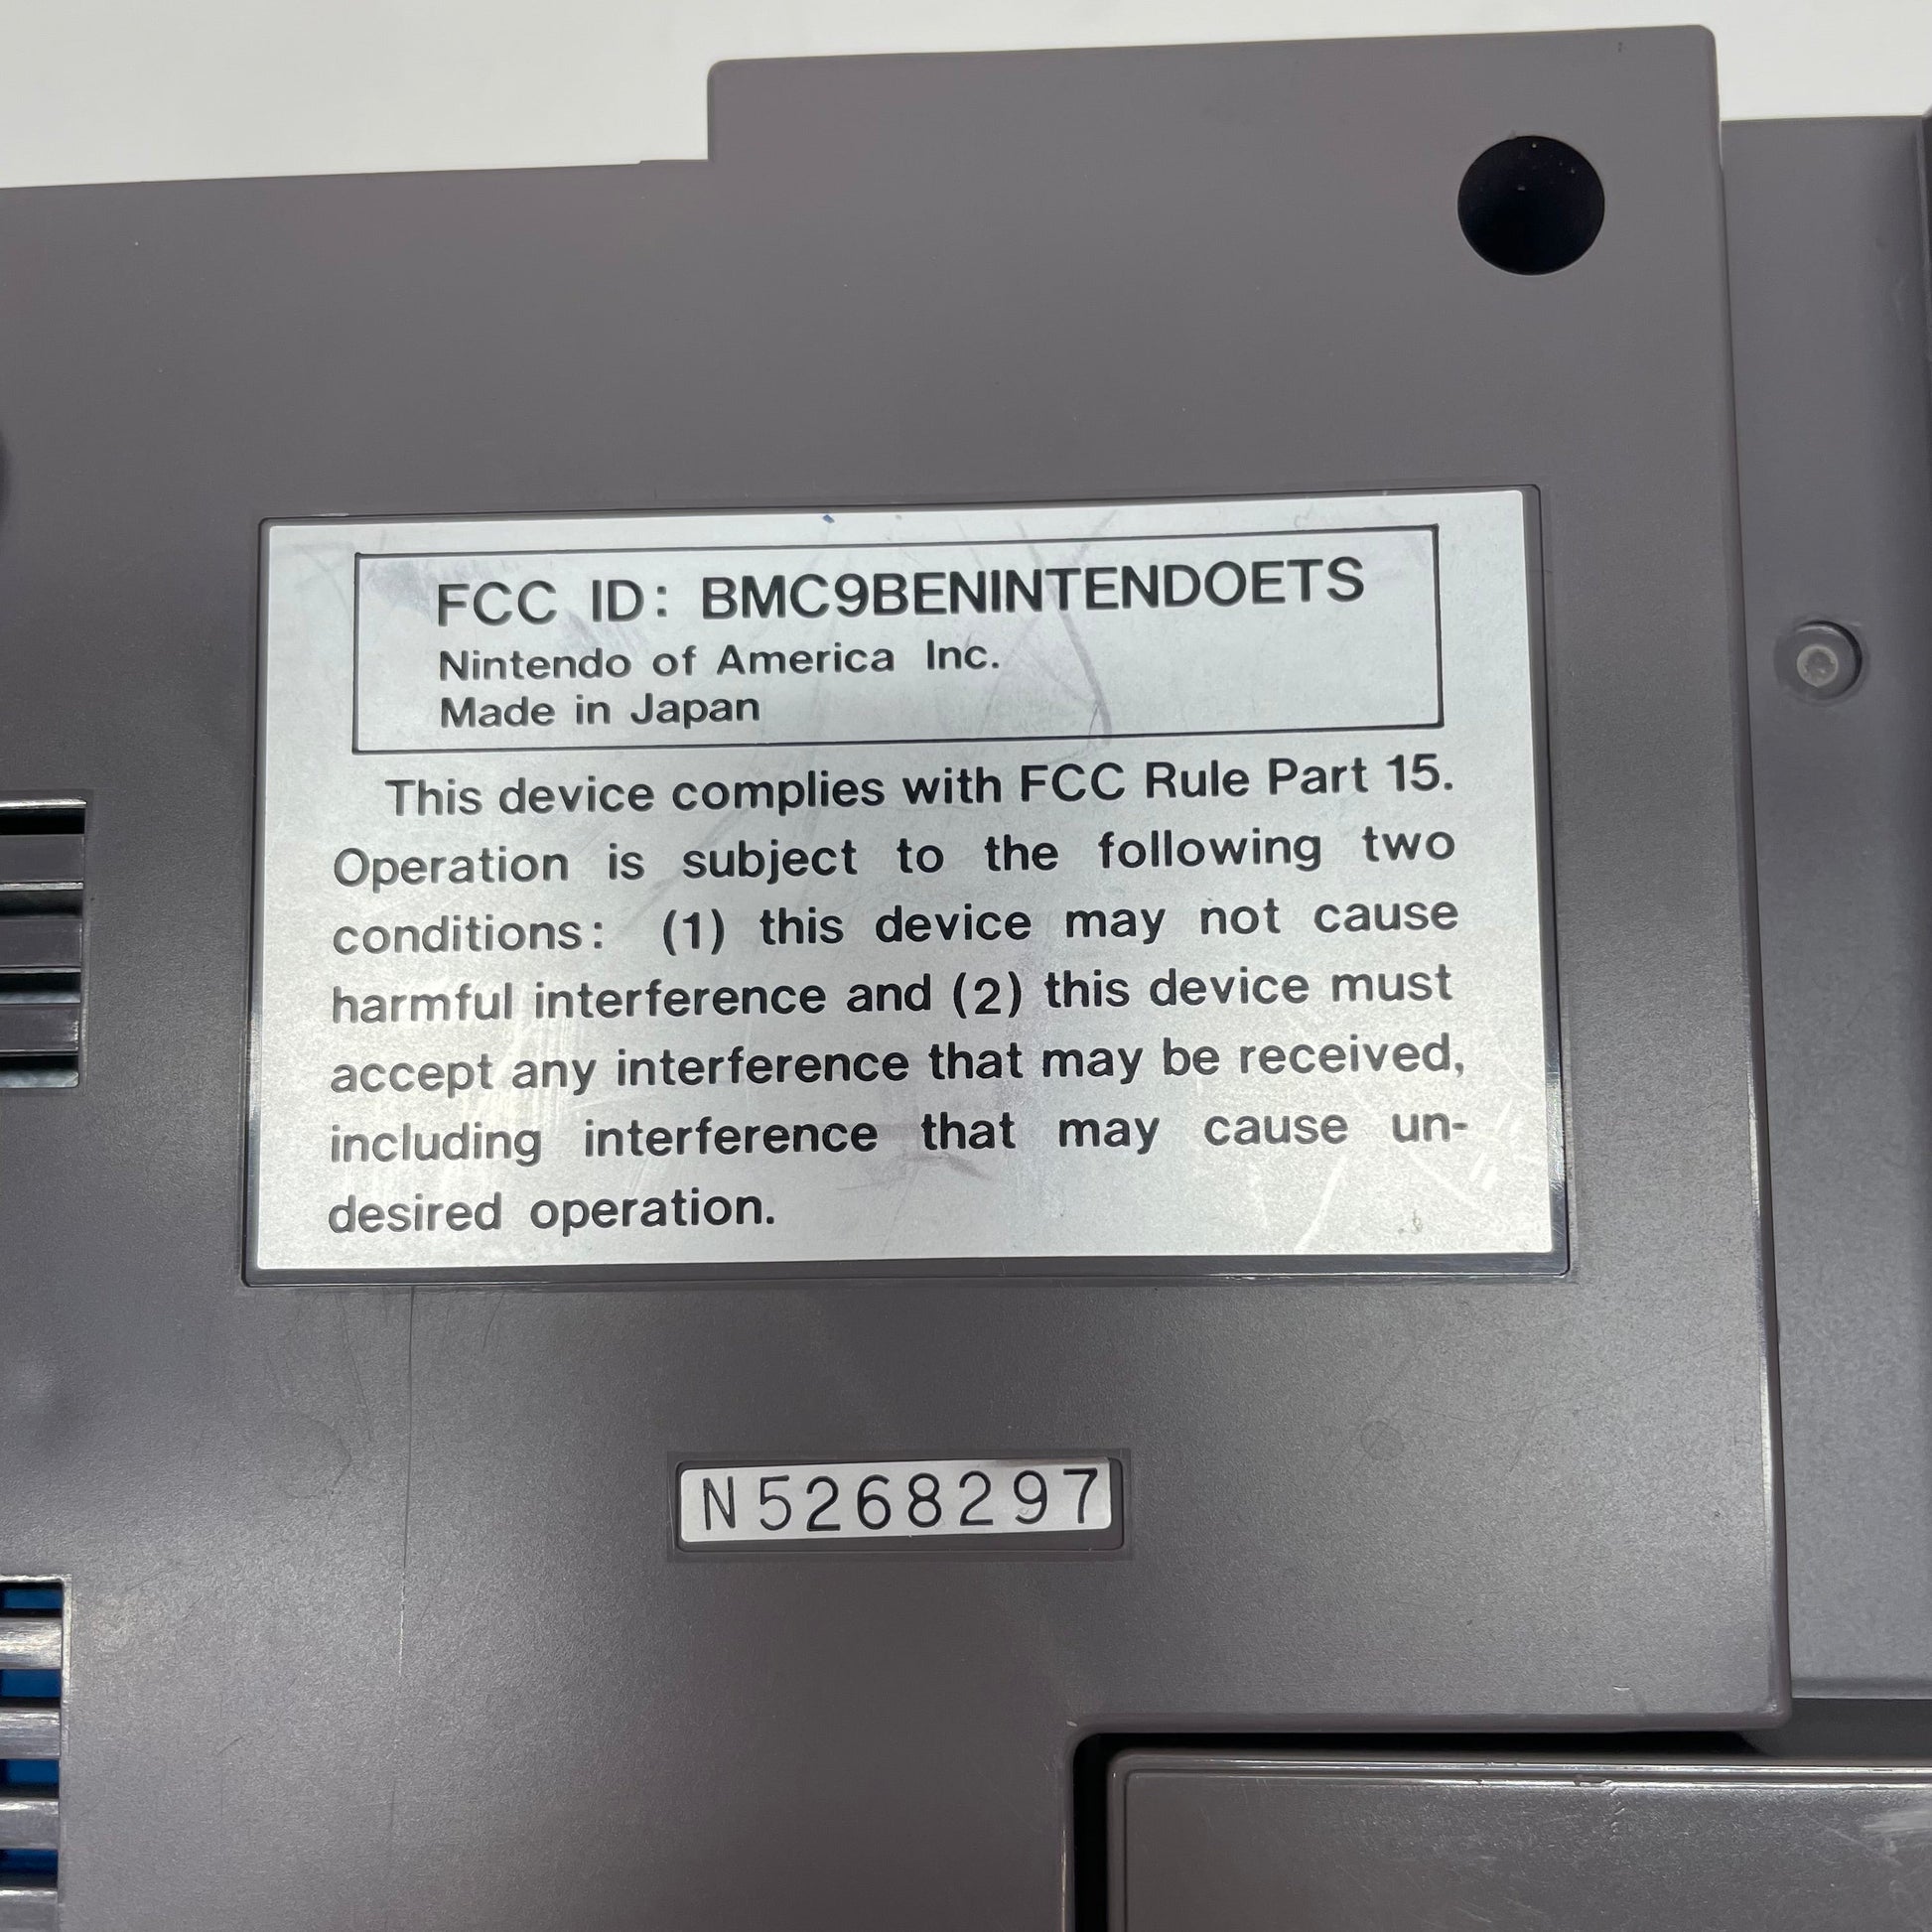 FCC ID: BMC9BENINTENDOETS
Nintendo of America Inc.
Made in Japan
This device complies with FCC Rule Part 15.
Operation is subject to the following two
conditions: (1) this device may not cause
harmful interference and (2) this device must
accept any interference that may be received,
including interference that may cause un-
desired operation.
N5268297